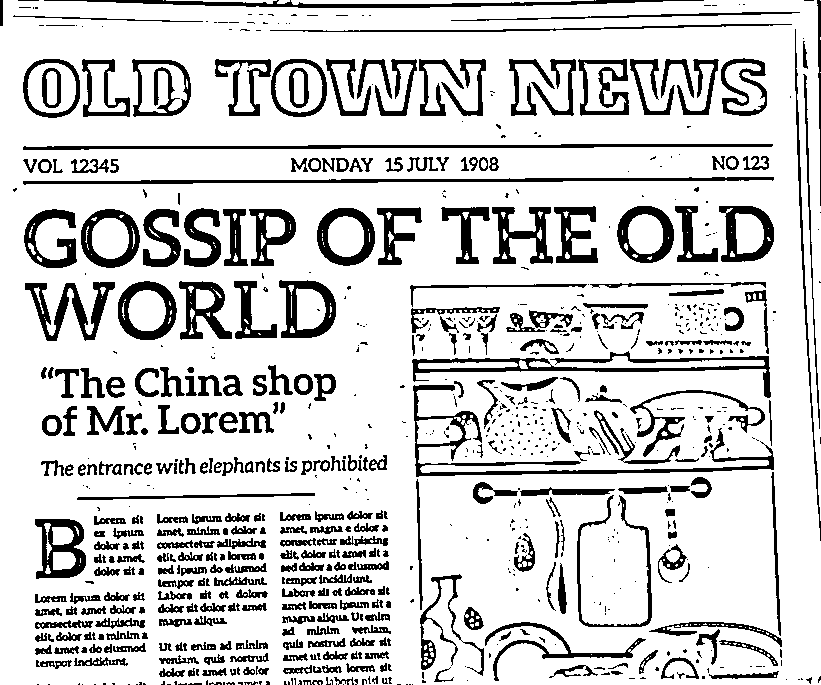 OLD TOWN NEWS
VOL 12345 MONDAY 15 JULY 1908 NO 123
GOSSIP OF THE OLD
WORLD
“The China shop
of Mr. Lorem”
The entrance with elephants is prohibited
B
Lorem sit
ex ipsum
dolor a sit
sit a amet,
dolor sit a
Lorem ipsum dolor sit
amet, sit amet dolor a
consectetur adipiscing
elit, dolor sit a minim a
sed amet a do eiusmod
tempor incididunt.
Lorem ipsum dolor sit
amet, minim e dolor a
consectetur adipiscing
elit, dolor sit a lorem e
sed ipsum do eiusmod
tempor sit incididunt.
Labore sit et dolore
dolor sit dolor sit amet
magna aliqua.
Ut sit enim ad minim
veniam, quis nostrud
dolor sit amet ut dolor
Lorem ipsum dolor sit
amet, magna e dolor a
consectetur adipiscing
elit, dolor sit amet sit a
sed dolor a do eiusmod
tempor incididunt.
Labore sit et dolore sit
amet lorem ipsum sit a
magna aliqua. Ut enim
ad minim veniam,
quis nostrud dolor sit
amet ut dolor sit amet
exercitation lorem sit
ullamco laboris nisi ut